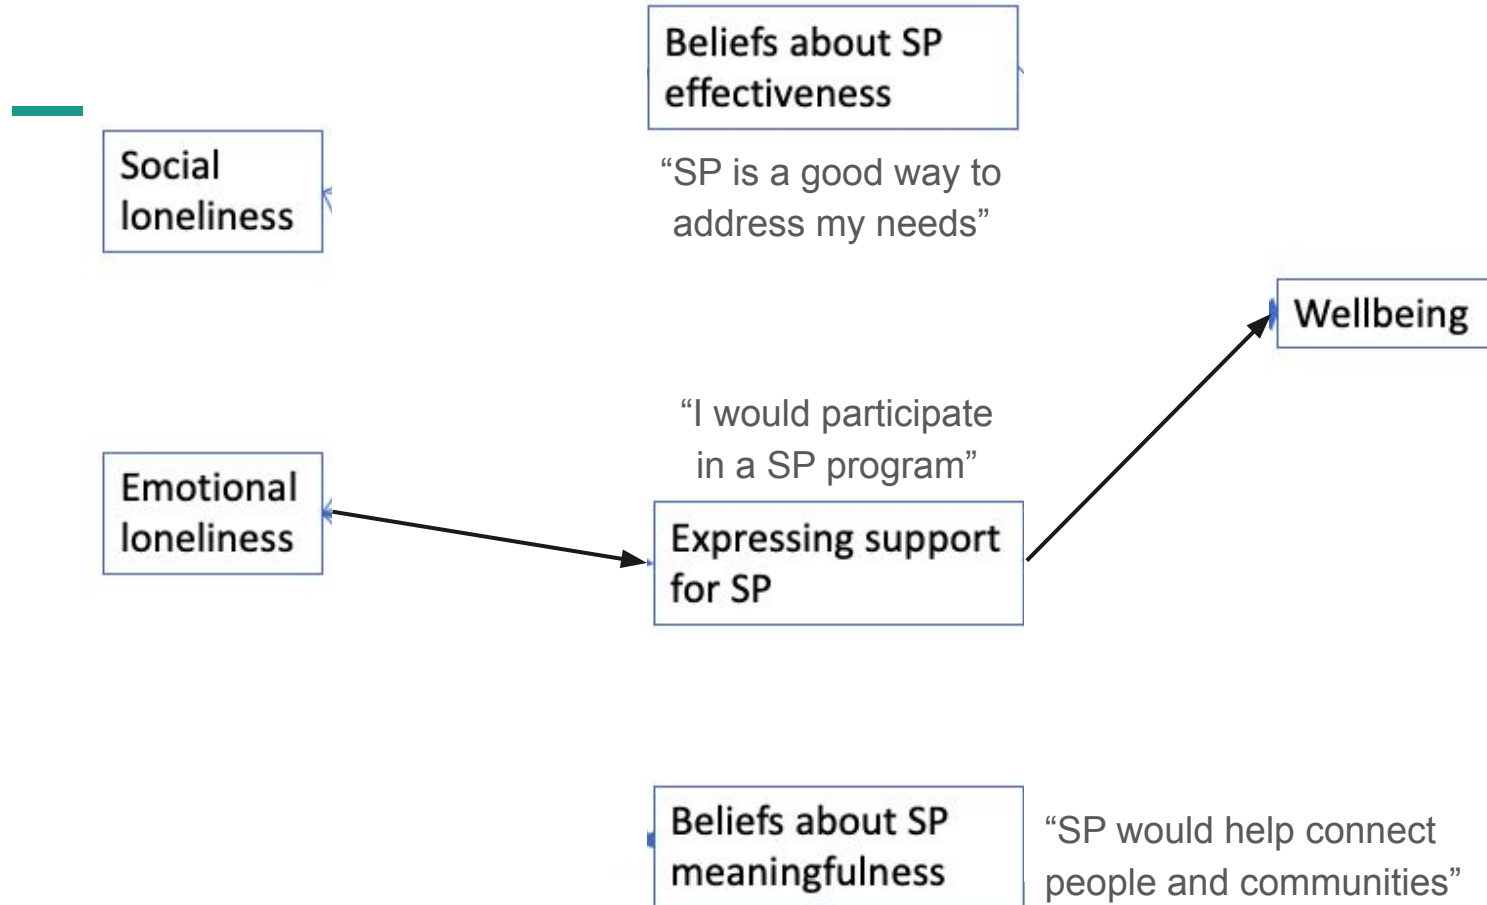 Beliefs about SP
effectiveness
“SP is a good way to
address my needs”
Social
loneliness
Wellbeing
“I would participate
in a SP program”
Emotional
loneliness
Expressing support
for SP
Beliefs about SP
meaningfulness
“SP would help connect
people and communities”